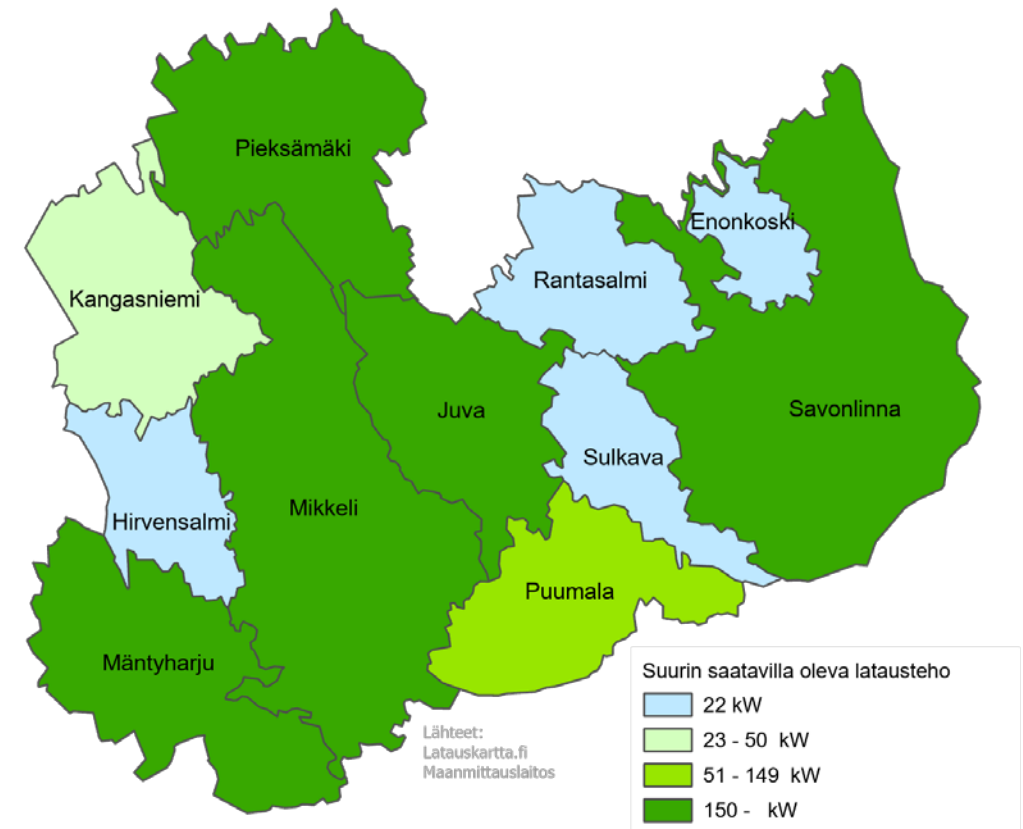 Pieksämäki
Enonkoski
Rantasalmi
Kangasniemi
Juva
Savonlinna
Sulkava
Mikkeli
Hirvensalmi
Puumala
Mäntyharju
Suurin saatavilla oleva latausteho
22 kW
23 - 50 kW
51 - 149 kW
150 - kW
Lähteet:
Latauskartta.fi
Maanmittauslaitos